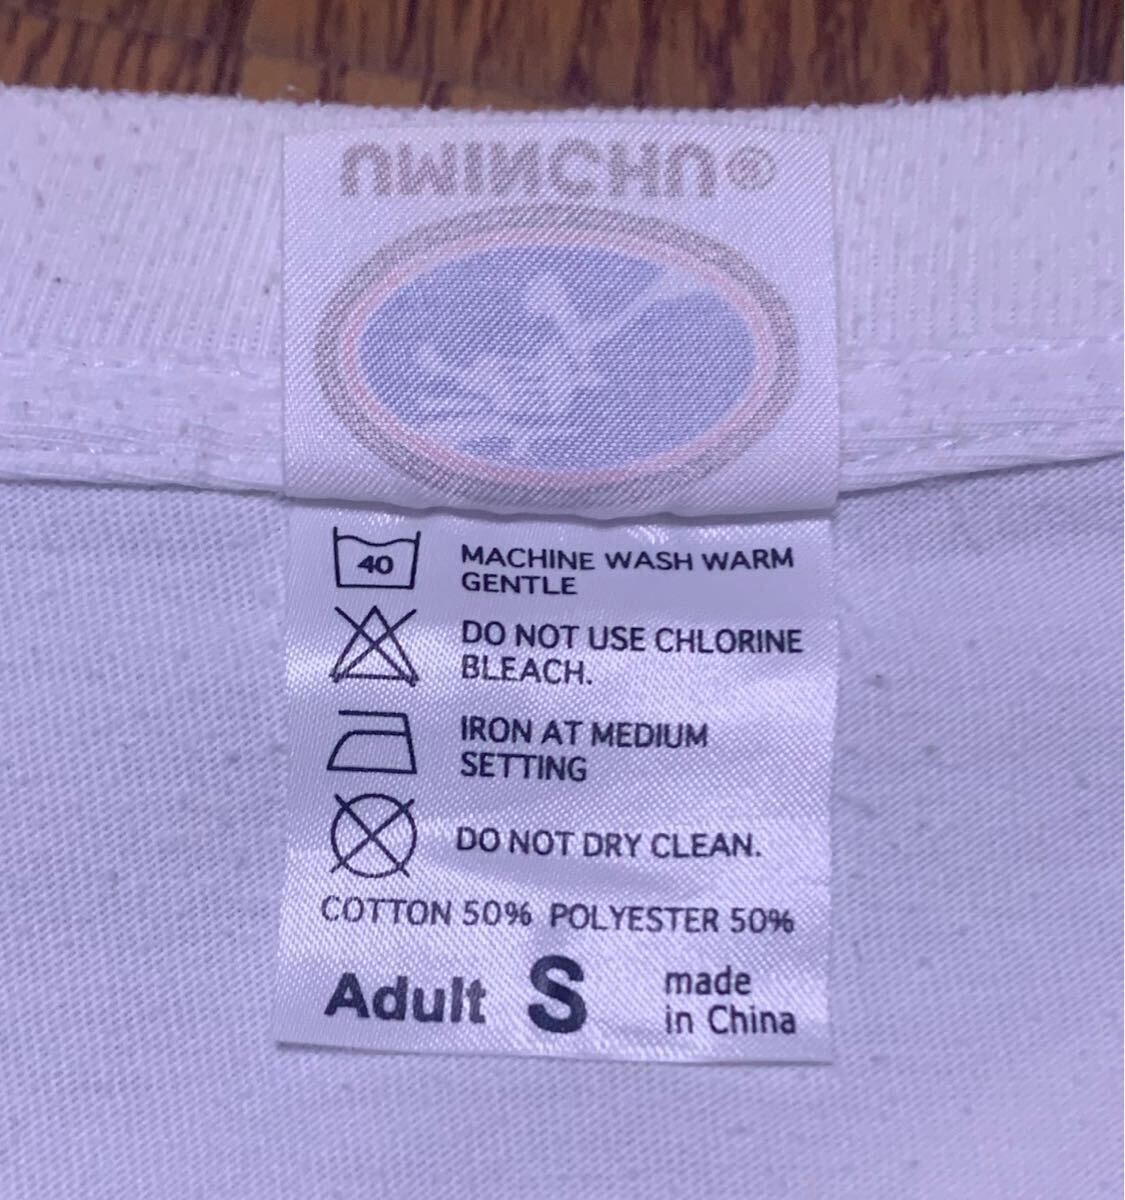 UMINCHU®
40 MACHINE WASH WARM
GENTLE
DO NOT USE CHLORINE
BLEACH.
IRON AT MEDIUM
SETTING
DO NOT DRY CLEAN.
COTTON 50% POLYESTER 50%
Adult S made
in China